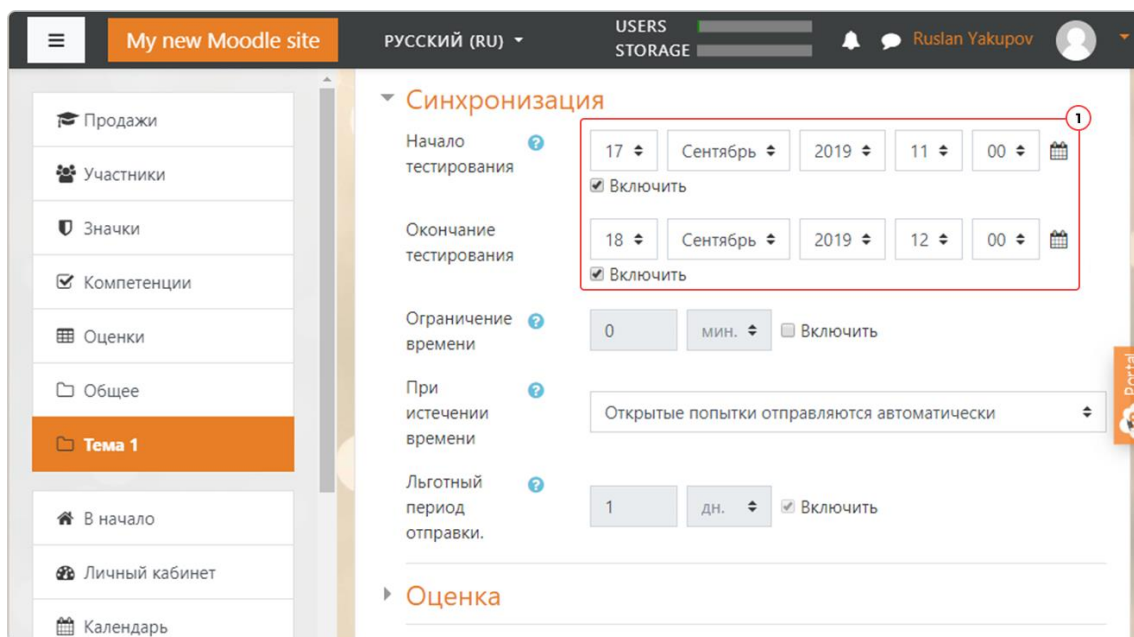 My new Moodle site
РУССКИЙ (RU)
USERS
STORAGE
Ruslan Yakupov
Продажи
Участники
Значки
Компетенции
Оценки
Общее
Тема 1
В начало
Личный кабинет
Календарь
Синхронизация
1
Начало
тестирования
17 Сентябрь 2019 11 00
Включить
Окончание
тестирования
18 Сентябрь 2019 12 00
Включить
Ограничение
времени
0 мин. Включить
При
истечении
времени
Открытые попытки отправляются автоматически
Льготный
период
отправки.
1 дн. Включить
Оценка
Portal